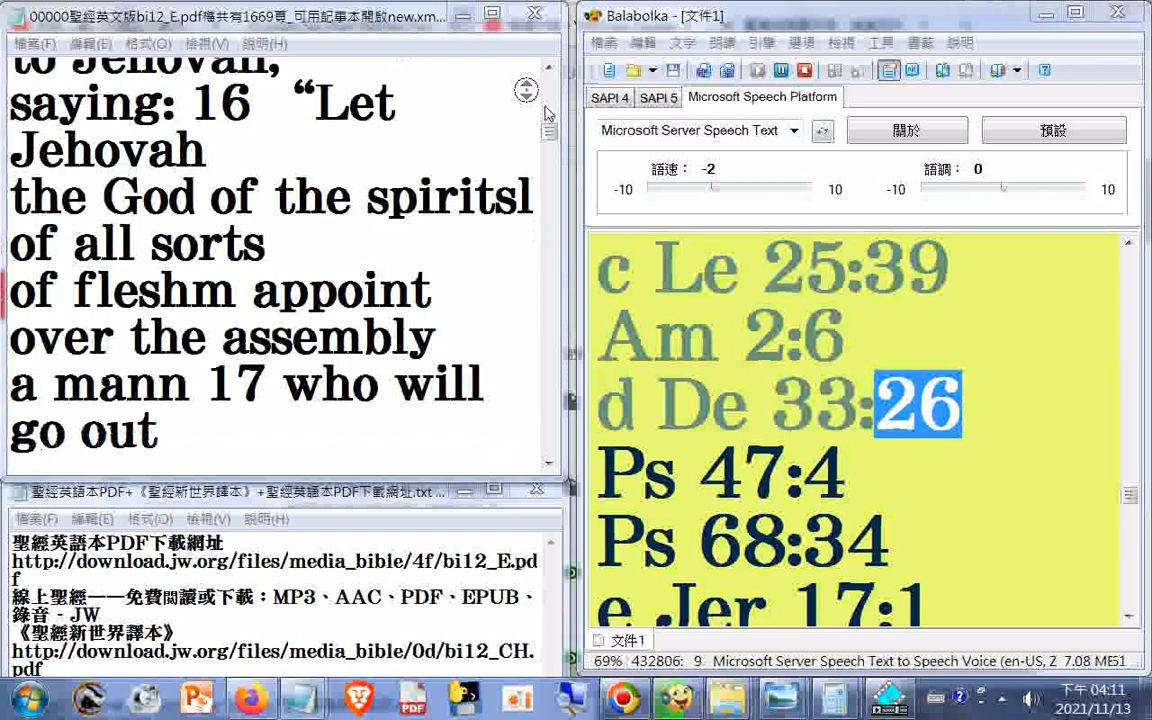 00000聖經英文版bi12_E.pdf檔共有1669頁_可用記事本開啟new.xm...
檔案(F) 編輯(E) 格式(O) 檢視(V) 說明(H)
to Jehovah,
saying: 16 “Let
Jehovah
the God of the spiritsl
of all sorts
of fleshm appoint
over the assembly
a mann 17 who will
go out
聖經英語本PDF+《聖經新世界譯本》+聖經英語本PDF下載網址.txt ...
檔案(F) 編輯(E) 格式(O) 檢視(V) 說明(H)
聖經英語本PDF下載網址
http://download.jw.org/files/media_bible/4f/bi12_E.pd
f
線上聖經——免費閱讀或下載：MP3、AAC、PDF、EPUB、
錄音 - JW
《聖經新世界譯本》
http://download.jw.org/files/media_bible/0d/bi12_CH.
pdf
Balabolka - [文件1]
檔案 編輯 文字 朗讀 引擎 選項 檢視 工具 書籤 說明
SAPI 4 SAPI 5 Microsoft Speech Platform
Microsoft Server Speech Text 關於 預設
語速： -2 語調： 0
-10 10 -10 10
c Le 25:39
Am 2:6
d De 33:26
Ps 47:4
Ps 68:34
e Jer 17:1
文件1
69% 432806: 9 Microsoft Server Speech Text to Speech Voice (en-US, 2 7.08 ME51
PDF
下午 04:11
2021/11/13